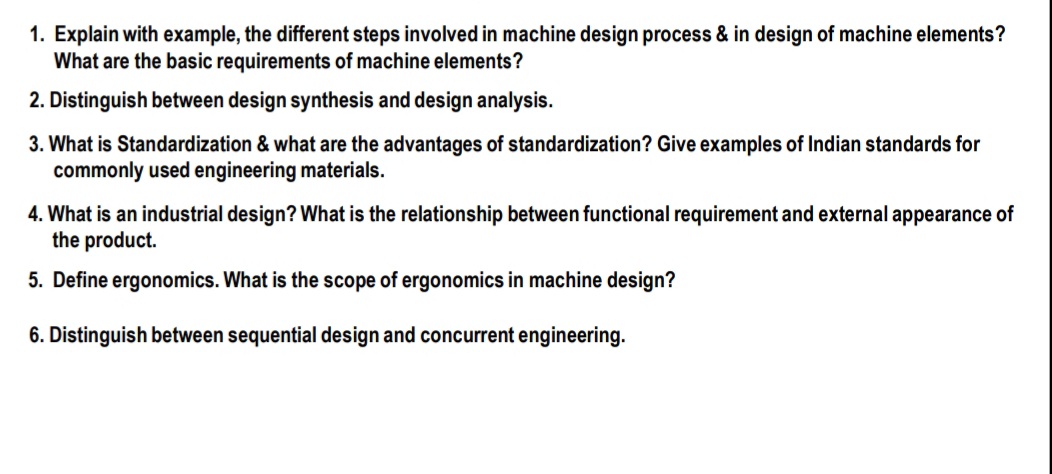 1. Explain with example, the different steps involved in machine design process & in design of machine elements?
What are the basic requirements of machine elements?
2. Distinguish between design synthesis and design analysis.
3. What is Standardization & what are the advantages of standardization? Give examples of Indian standards for
commonly used engineering materials.
4. What is an industrial design? What is the relationship between functional requirement and external appearance of
the product.
5. Define ergonomics. What is the scope of ergonomics in machine design?
6. Distinguish between sequential design and concurrent engineering.